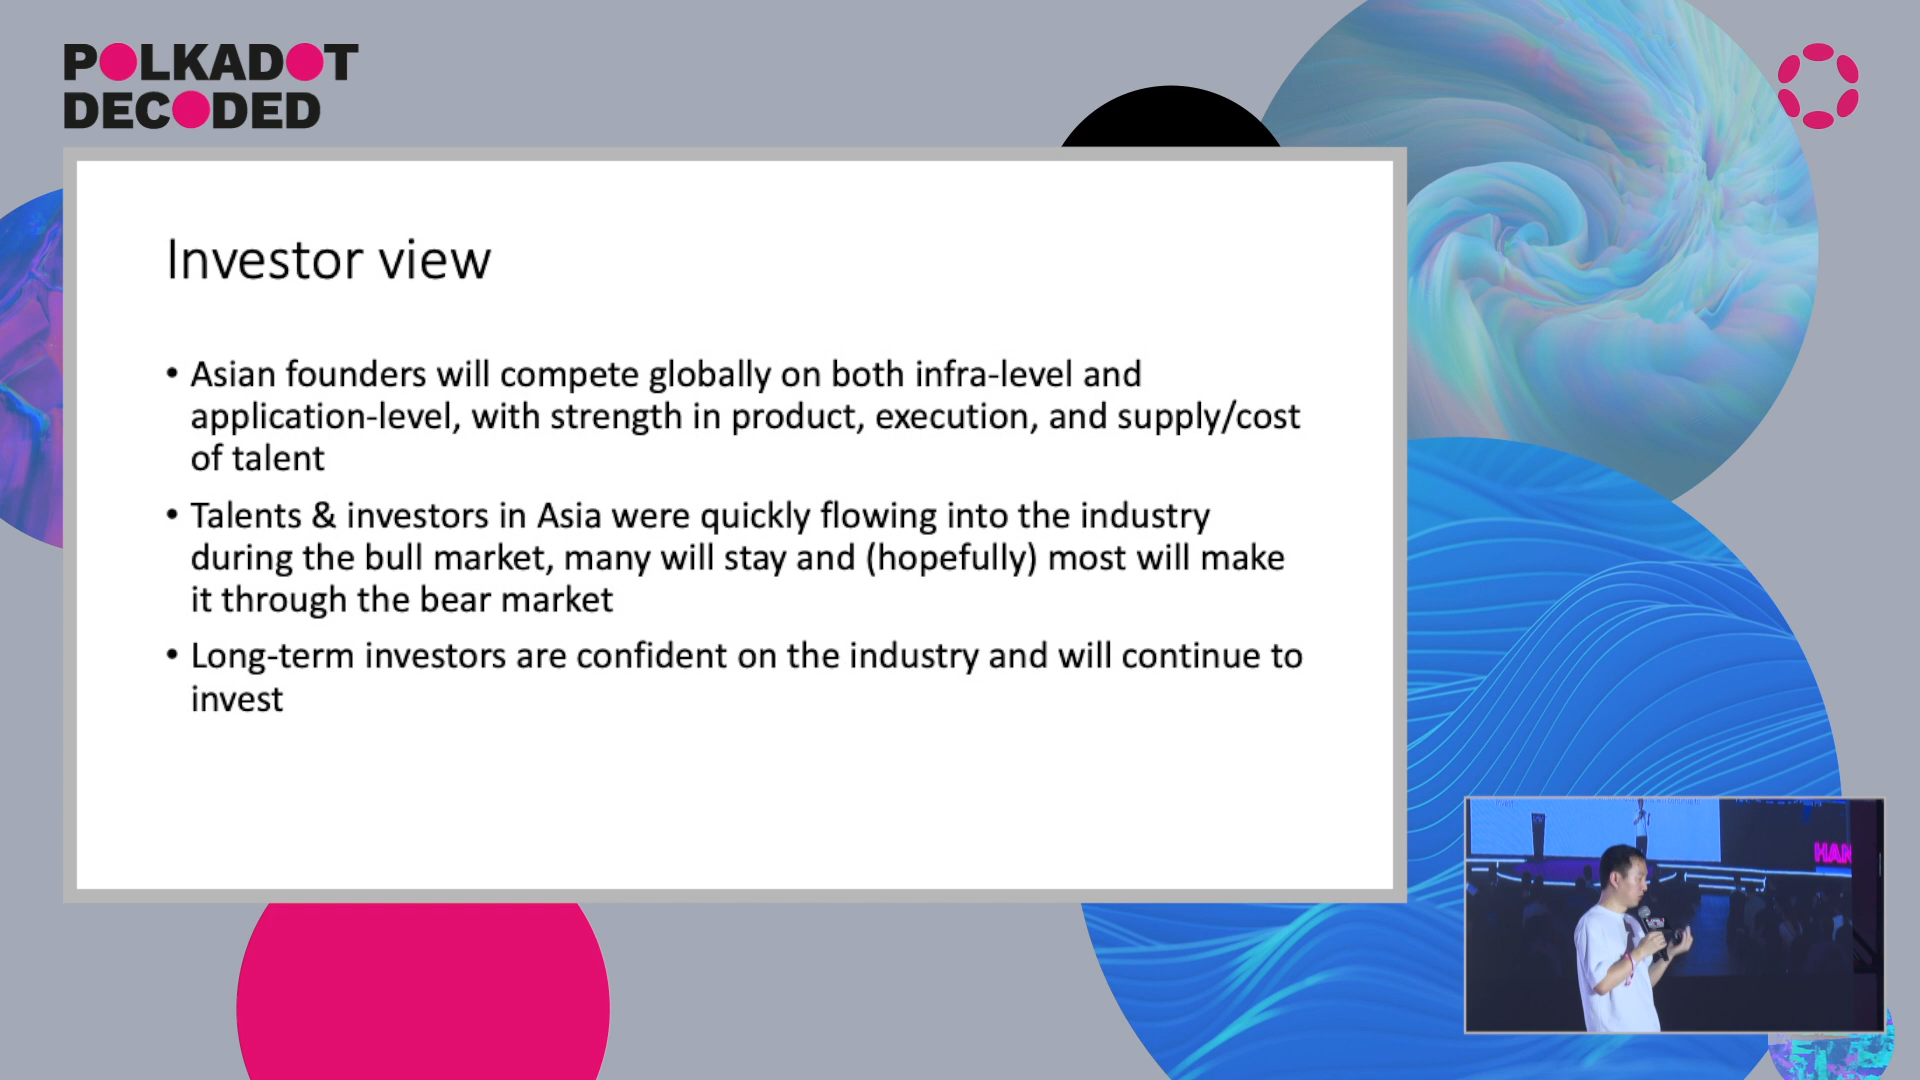 POLKADOT
DECODED
Investor view
• Asian founders will compete globally on both infra-level and
application-level, with strength in product, execution, and supply/cost
of talent
• Talents & investors in Asia were quickly flowing into the industry
during the bull market, many will stay and (hopefully) most will make
it through the bear market
• Long-term investors are confident on the industry and will continue to
invest
HAN